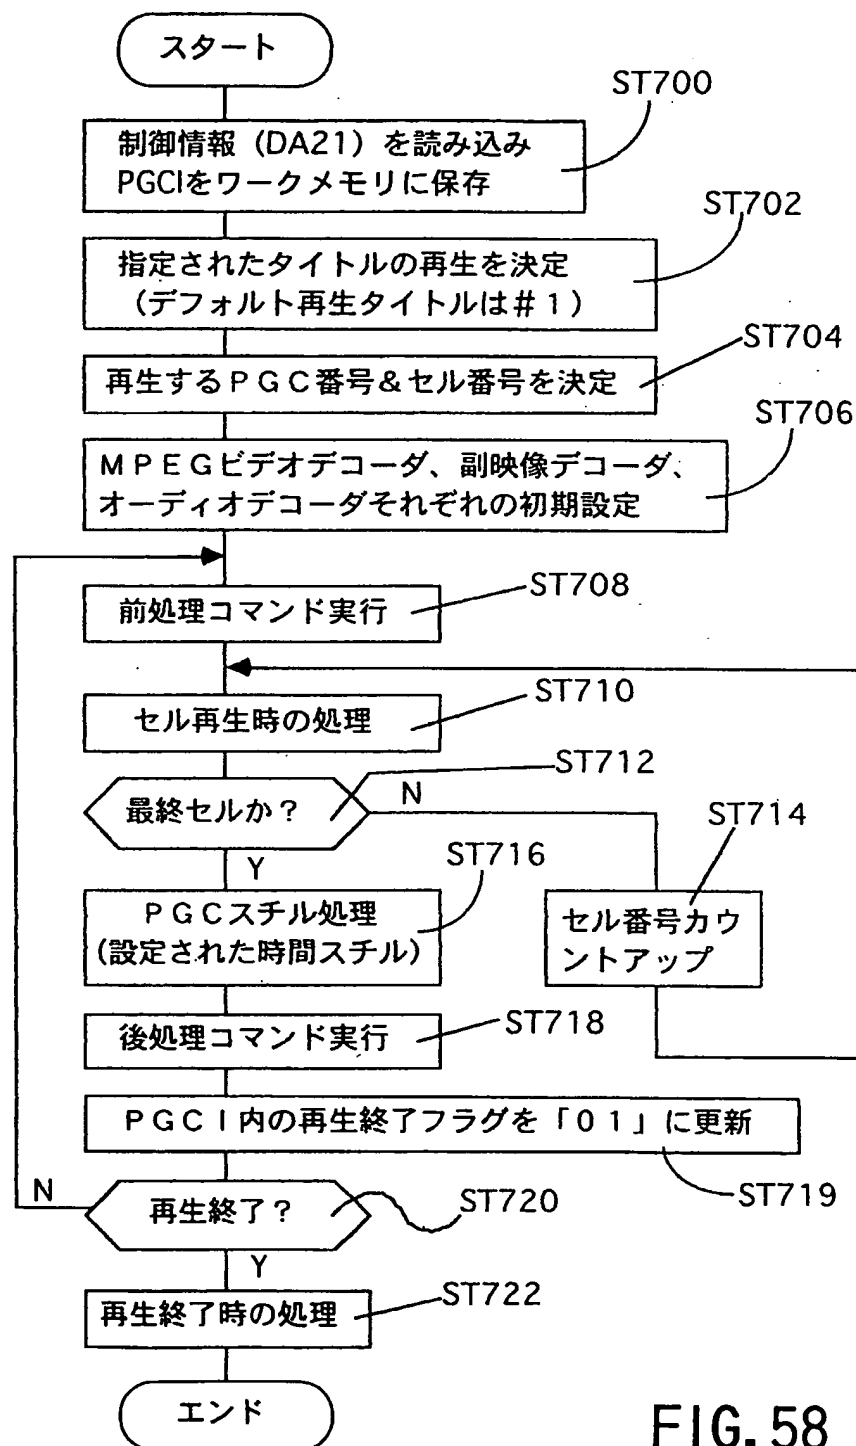 スタート
ST700
制御情報（DA21）を読み込み
PGCIをワークメモリに保存
ST702
指定されたタイトルの再生を決定
（デフォルト再生タイトルは＃１）
ST704
再生するＰＧＣ番号＆セル番号を決定
ST706
ＭＰＥＧビデオデコーダ、副映像デコーダ、
オーディオデコーダそれぞれの初期設定
ST708
前処理コマンド実行
ST710
セル再生時の処理
ST712
最終セルか？
N
Y
ST714
セル番号カウ
ントアップ
ST716
ＰＧＣスチル処理
(設定された時間スチル)
ST718
後処理コマンド実行
ＰＧＣＩ内の再生終了フラグを「０１」に更新
ST719
N
再生終了？
ST720
Y
ST722
再生終了時の処理
エンド
FIG. 58